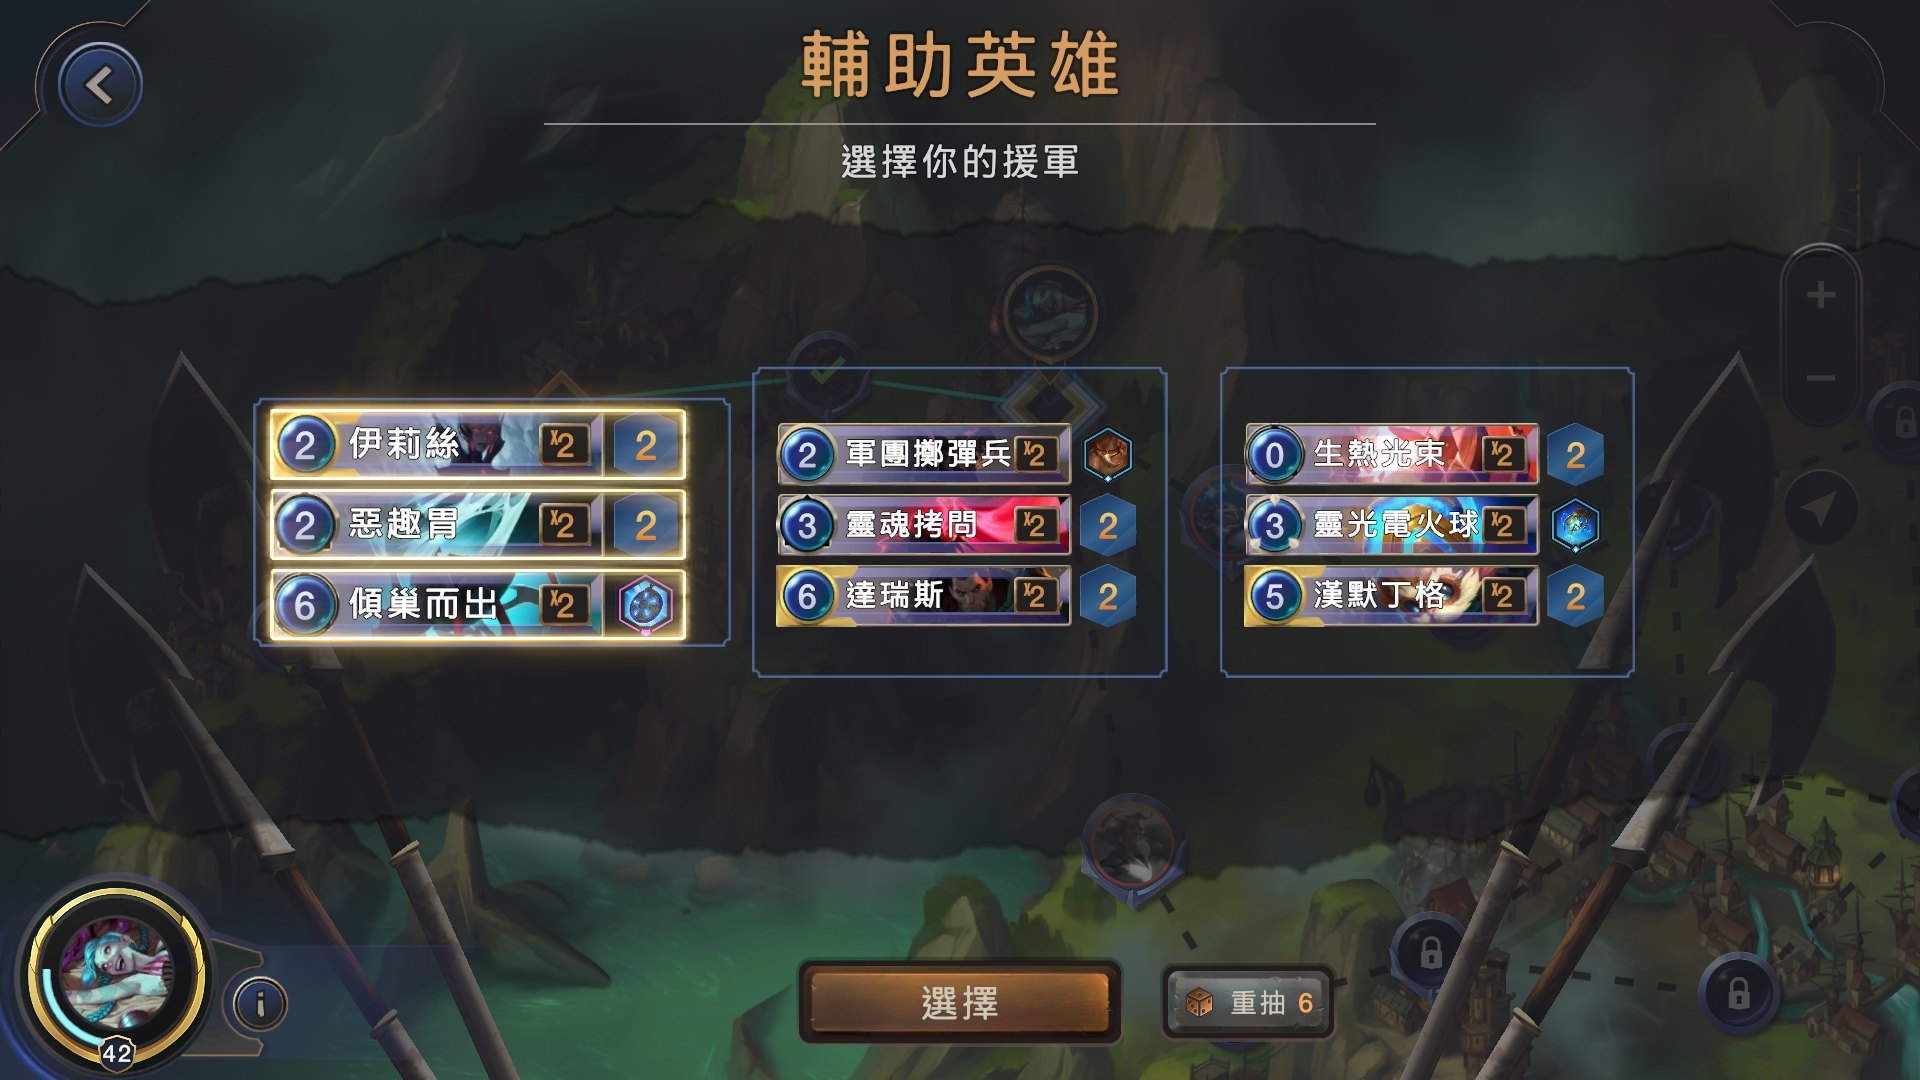 輔助英雄
選擇你的援軍
2 伊莉絲 X2 2
2 惡趣胃 X2 2
6 傾巢而出 X2
2 軍團擲彈兵 X2
3 靈魂拷問 X2 2
6 達瑞斯 X2 2
0 生熱光束 X2 2
3 靈光電火球 X2
5 漢默丁格 X2 2
選擇
重抽 6
42